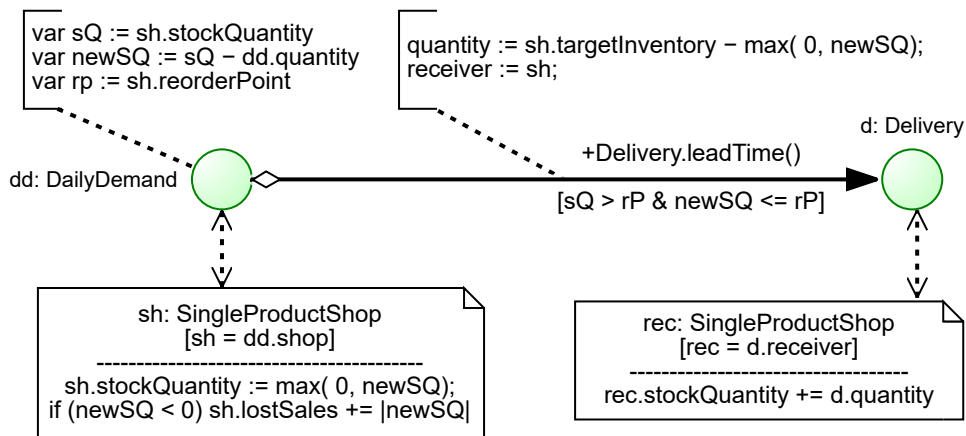 var sQ := sh.stockQuantity
var newSQ := sQ − dd.quantity
var rp := sh.reorderPoint
quantity := sh.targetInventory − max( 0, newSQ);
receiver := sh;
d: Delivery
+Delivery.leadTime()
dd: DailyDemand
[sQ > rP & newSQ <= rP]
sh: SingleProductShop
[sh = dd.shop]
------------------------------------------
sh.stockQuantity := max( 0, newSQ);
if (newSQ < 0) sh.lostSales += |newSQ|
rec: SingleProductShop
[rec = d.receiver]
------------------------------------
rec.stockQuantity += d.quantity